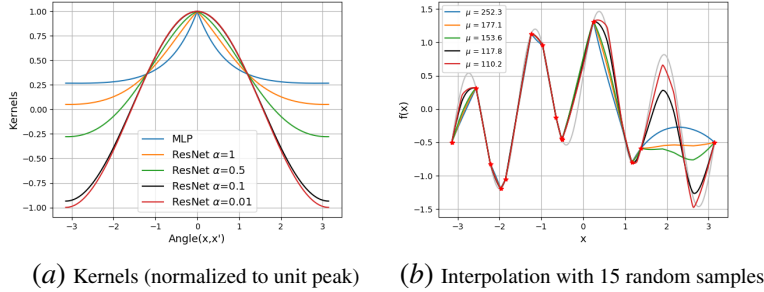 1.00
0.75
0.50
0.25
0.00
−0.25
−0.50
−0.75
−1.00
Kernels
MLP
ResNet α=1
ResNet α=0.5
ResNet α=0.1
ResNet α=0.01
−3 −2 −1 0 1 2 3
Angle(x,x')
1.5
1.0
0.5
0.0
−0.5
−1.0
−1.5
f(x)
μ = 252.3
μ = 177.1
μ = 153.6
μ = 117.8
μ = 110.2
−3 −2 −1 0 1 2 3
x
(a) Kernels (normalized to unit peak)
(b) Interpolation with 15 random samples